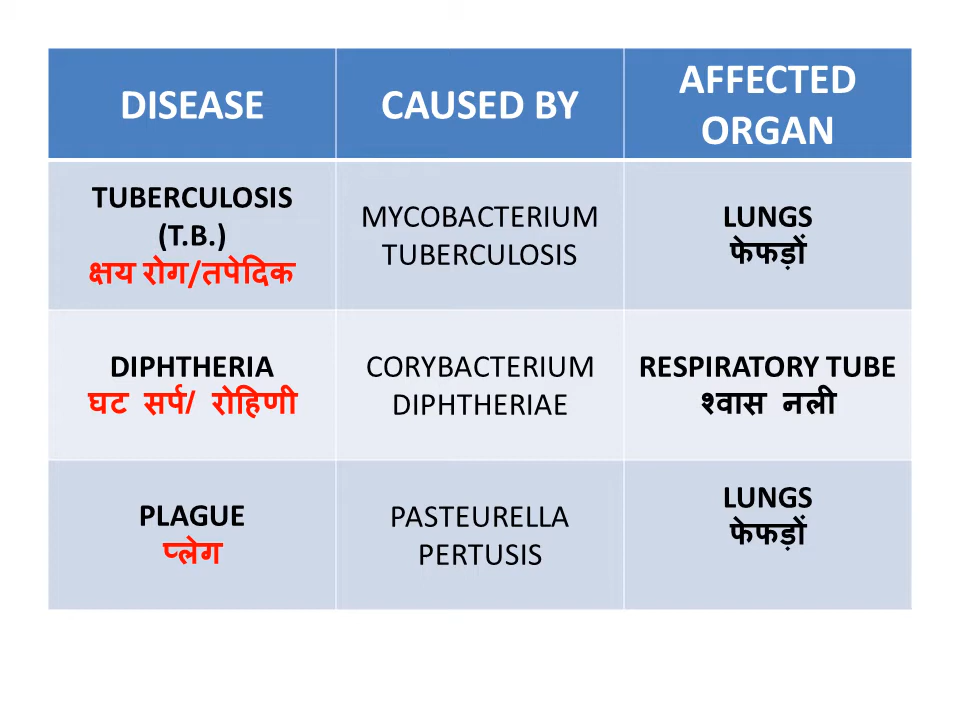 DISEASE
CAUSED BY
AFFECTED
ORGAN
TUBERCULOSIS
(T.B.)
क्षय रोग/तपेदिक
MYCOBACTERIUM
TUBERCULOSIS
LUNGS
फेफड़ों
DIPHTHERIA
घट सर्प/ रोहिणी
CORYBACTERIUM
DIPHTHERIAE
RESPIRATORY TUBE
श्वास नली
PLAGUE
प्लेग
PASTEURELLA
PERTUSIS
LUNGS
फेफड़ों